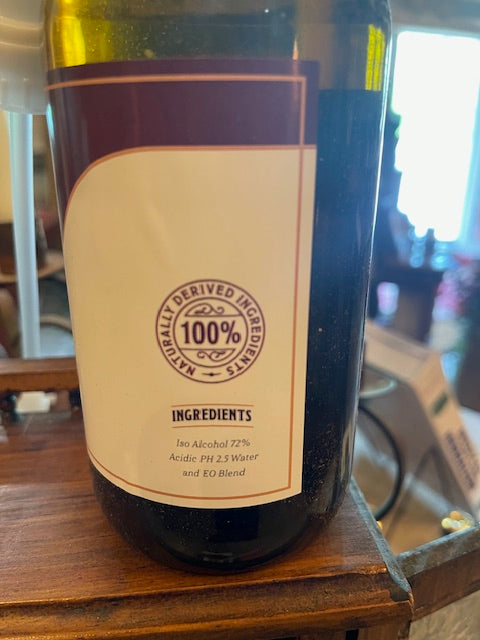 NATURALLY DERIVED INGREDIENTS
100%
INGREDIENTS
Iso Alcohol 72%
Acidic PH 2.5 Water
and EO Blend